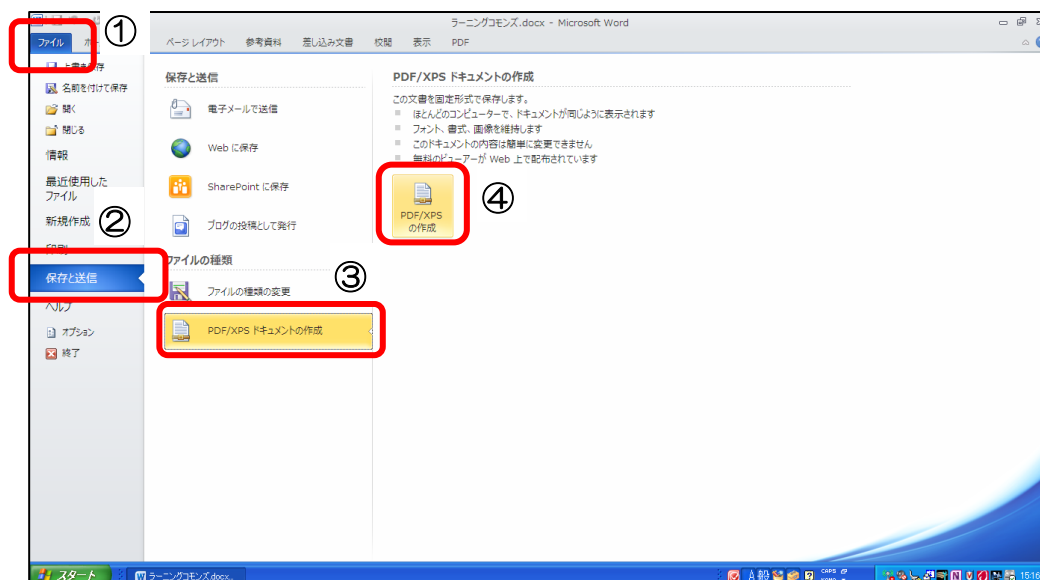 ラーニングコモンズ.docx - Microsoft Word
①
ファイル
ページ レイアウト 参考資料 差し込み文書 校閲 表示 PDF
上書き保存
名前を付けて保存
開く
閉じる
情報
最近使用した
ファイル
新規作成
②
印刷
保存と送信
ヘルプ
オプション
終了
保存と送信
電子メールで送信
Web に保存
SharePoint に保存
ブログの投稿として発行
ファイルの種類
③
ファイルの種類の変更
PDF/XPS ドキュメントの作成
PDF/XPS ドキュメントの作成
この文書を固定形式で保存します。
ほとんどのコンピューターで、ドキュメントが同じように表示されます
フォント、書式、画像を維持します
このドキュメントの内容は簡単に変更できません
無料のビューアーが Web 上で配布されています
④
PDF/XPS
の作成
スタート
ラーニングコモンズ.docx...
A 般
CAPS
15:16